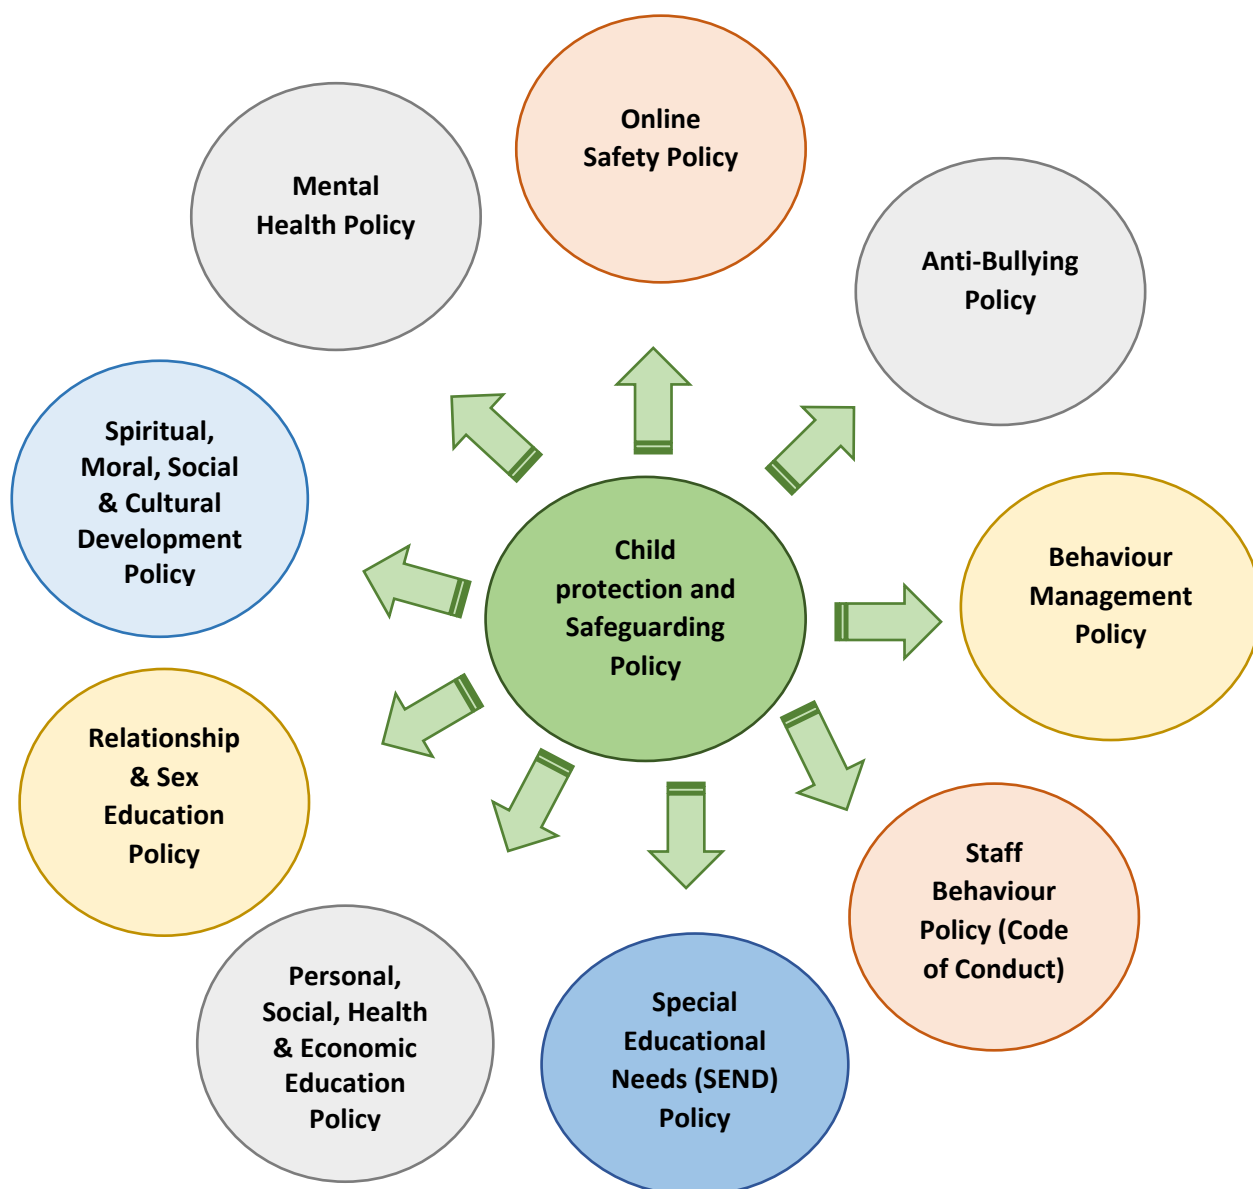 Online
Safety Policy
Mental
Health Policy
Anti-Bullying
Policy
Spiritual,
Moral, Social
& Cultural
Development
Policy
Child
protection and
Safeguarding
Policy
Behaviour
Management
Policy
Relationship
& Sex
Education
Policy
Staff
Behaviour
Policy (Code
of Conduct)
Personal,
Social, Health
& Economic
Education
Policy
Special
Educational
Needs (SEND)
Policy